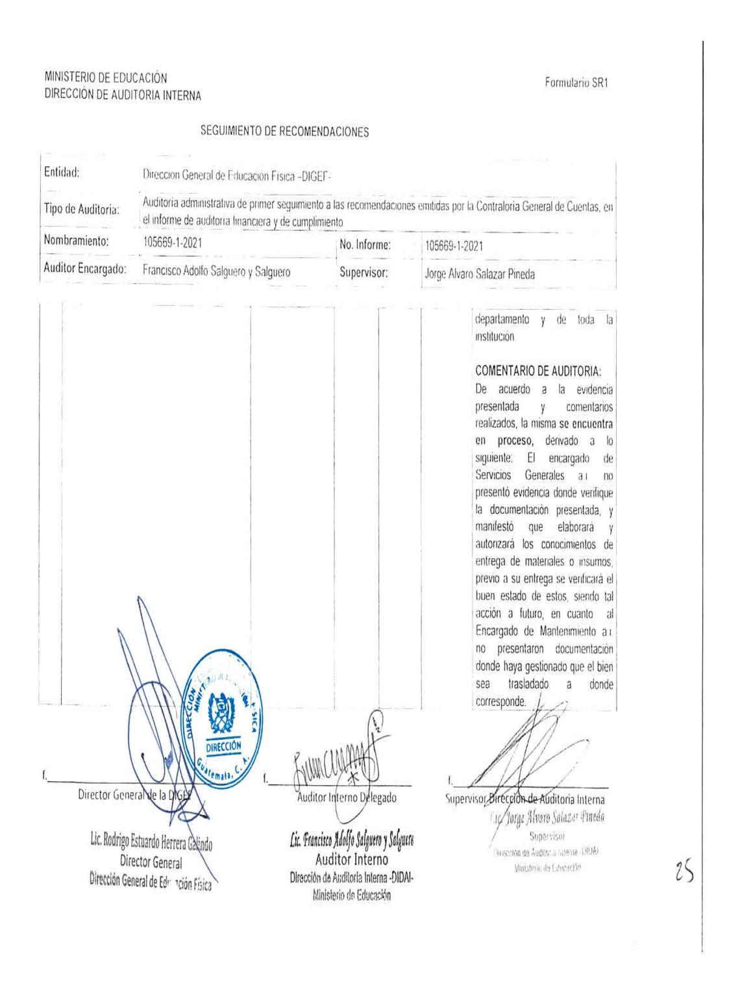 MINISTERIO DE EDUCACIÓN
DIRECCIÓN DE AUDITORIA INTERNA
Formulario SR1
SEGUIMIENTO DE RECOMENDACIONES
Entidad: Dirección General de Educación Física -DIGEF-
Tipo de Auditoria: Auditoria administrativa de primer seguimiento a las recomendaciones emitidas por la Contraloria General de Cuentas, en
el informe de auditoria financiera y de cumplimiento
Nombramiento: 105669-1-2021 No. Informe: 105669-1-2021
Auditor Encargado: Francisco Adolfo Salguero y Salguero Supervisor: Jorge Alvaro Salazar Pineda
departamento y de toda la
institución.
COMENTARIO DE AUDITORIA:
De acuerdo a la evidencia
presentada y comentarios
realizados, la misma se encuentra
en proceso, derivado a lo
siguiente: El encargado de
Servicios Generales a i no
presentó evidencia donde verifique
la documentación presentada, y
manifestó que elaborará y
autorizará los conocimientos de
entrega de materiales o insumos,
previo a su entrega se verificará el
buen estado de estos, siendo tal
acción a futuro, en cuanto al
Encargado de Mantenimiento a i
no presentaron documentación
donde haya gestionado que el bien
sea trasladado a donde
corresponde.
DIRECCIÓN
DIRECCIÓN
Guatemala, C. A.
f.
f.
f.
Director General de la DIGEF
Auditor Interno Delegado
Supervisor Dirección de Auditoria Interna
Lic. Rodrigo Estuardo Herrera Galindo
Director General
Dirección General de Educación Física
Lic. Francisco Adolfo Salguero y Salguero
Auditor Interno
Dirección de Auditoría Interna -DIDAI-
Ministerio de Educación
Lic. Jorge Alvaro Salazar Pineda
Supervisor
Dirección de Auditoria Interna -DIDAI-
Ministerio de Educación
25